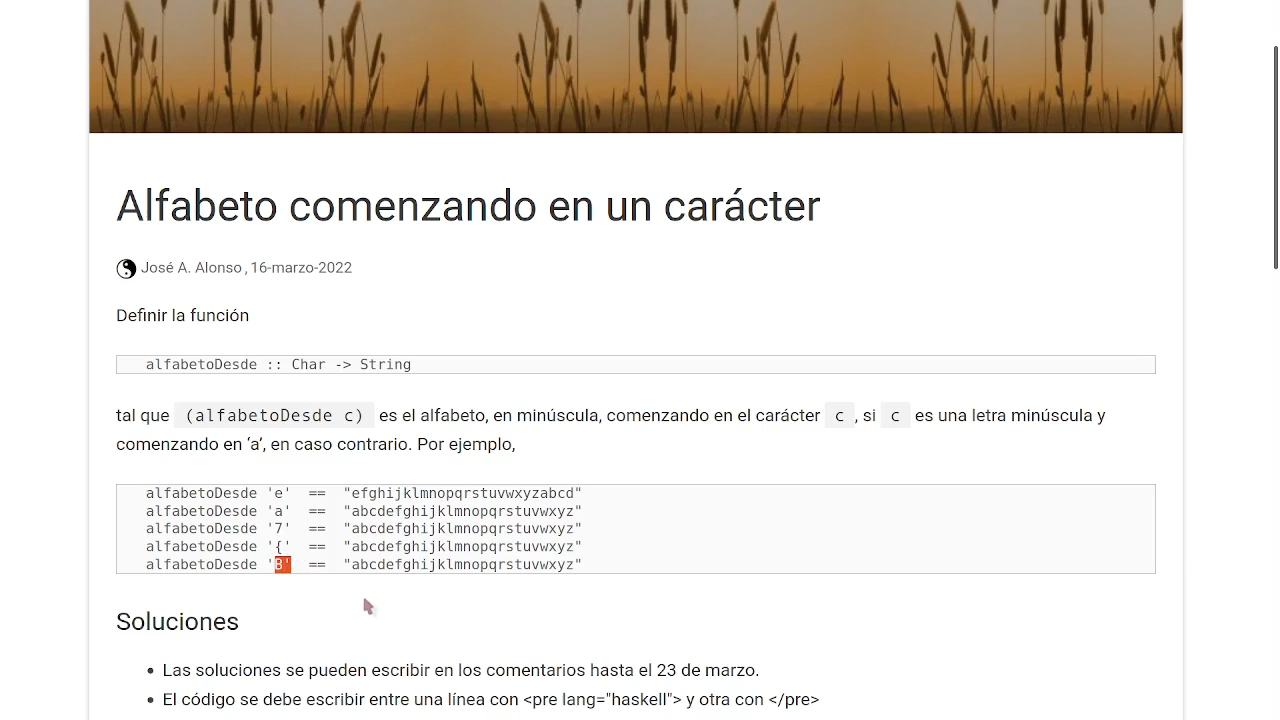 Alfabeto comenzando en un carácter
José A. Alonso , 16-marzo-2022
Definir la función
alfabetoDesde :: Char -> String
tal que (alfabetoDesde c) es el alfabeto, en minúscula, comenzando en el carácter c , si c es una letra minúscula y
comenzando en ‘a’, en caso contrario. Por ejemplo,
alfabetoDesde 'e' == "efghijklmnopqrstuvwxyzabcd"
alfabetoDesde 'a' == "abcdefghijklmnopqrstuvwxyz"
alfabetoDesde '7' == "abcdefghijklmnopqrstuvwxyz"
alfabetoDesde '{' == "abcdefghijklmnopqrstuvwxyz"
alfabetoDesde 'B' == "abcdefghijklmnopqrstuvwxyz"
Soluciones
• Las soluciones se pueden escribir en los comentarios hasta el 23 de marzo.
• El código se debe escribir entre una línea con <pre lang="haskell"> y otra con </pre>